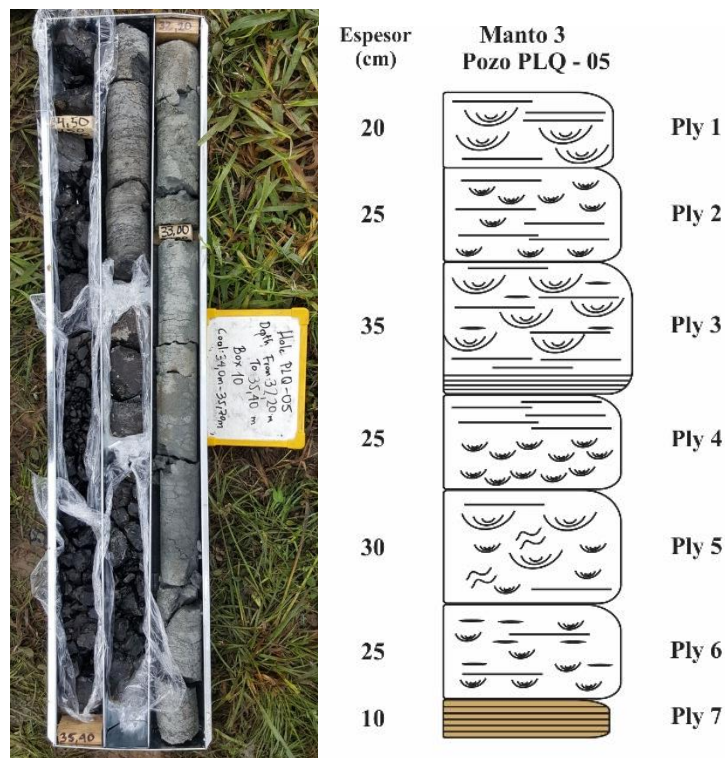 32,20
4,50
33,00
35,40
Hole PLQ-05
Depth From 32,20m
To 35,40 m
Box 10
Coal: 34,0m - 35,20m
Espesor
(cm)
Manto 3
Pozo PLQ - 05
20 Ply 1
25 Ply 2
35 Ply 3
25 Ply 4
30 Ply 5
25 Ply 6
10 Ply 7